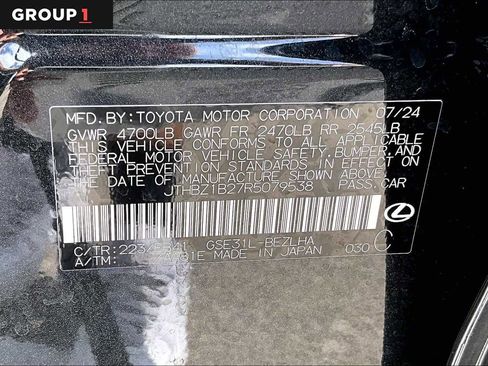 GROUP 1
MFD. BY: TOYOTA MOTOR CORPORATION 07/24
GVWR 4700LB GAWR FR 2470LB RR 2545LB
THIS VEHICLE CONFORMS TO ALL APPLICABLE
FEDERAL MOTOR VEHICLE SAFETY, BUMPER, AND
THEFT PREVENTION STANDARDS IN EFFECT ON
THE DATE OF MANUFACTURE SHOWN ABOVE.
JTHBZ1B27R5079538 PASS.CAR
C/TR: GSE31L-BEZLHA
A/TM: MADE IN JAPAN 030 C